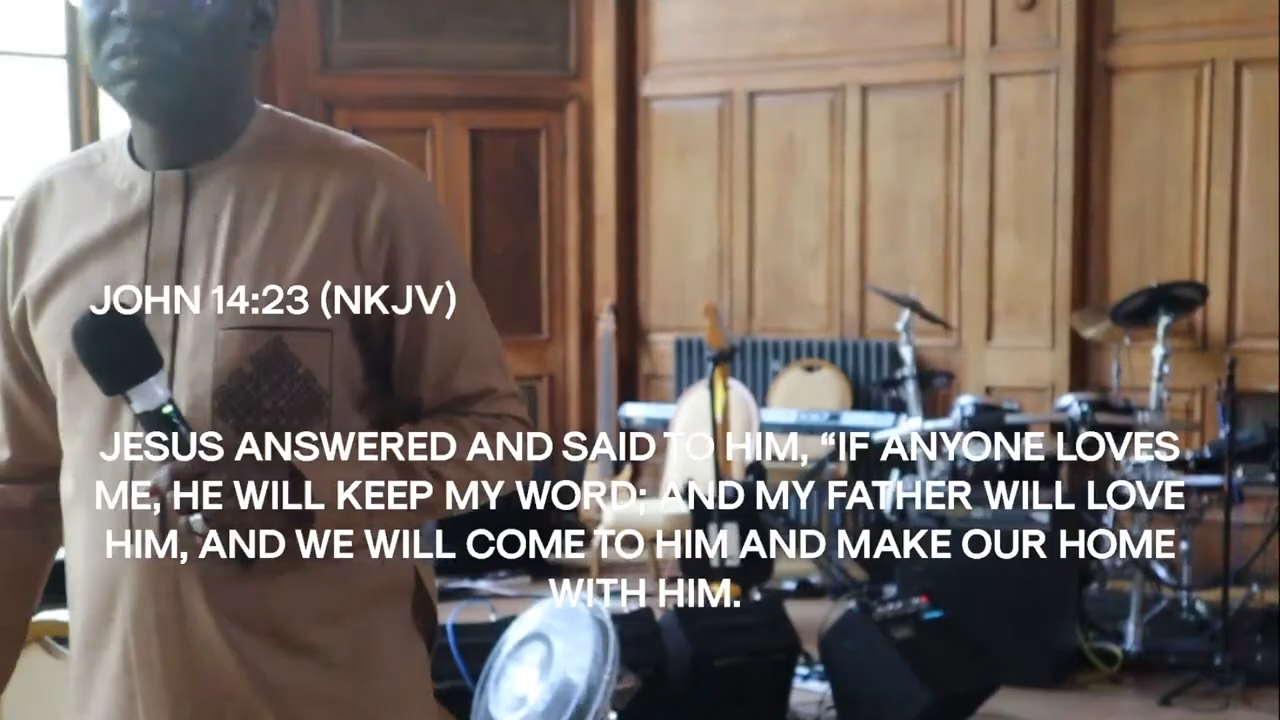 JOHN 14:23 (NKJV)
JESUS ANSWERED AND SAID TO HIM, “IF ANYONE LOVES
ME, HE WILL KEEP MY WORD; AND MY FATHER WILL LOVE
HIM, AND WE WILL COME TO HIM AND MAKE OUR HOME
WITH HIM.